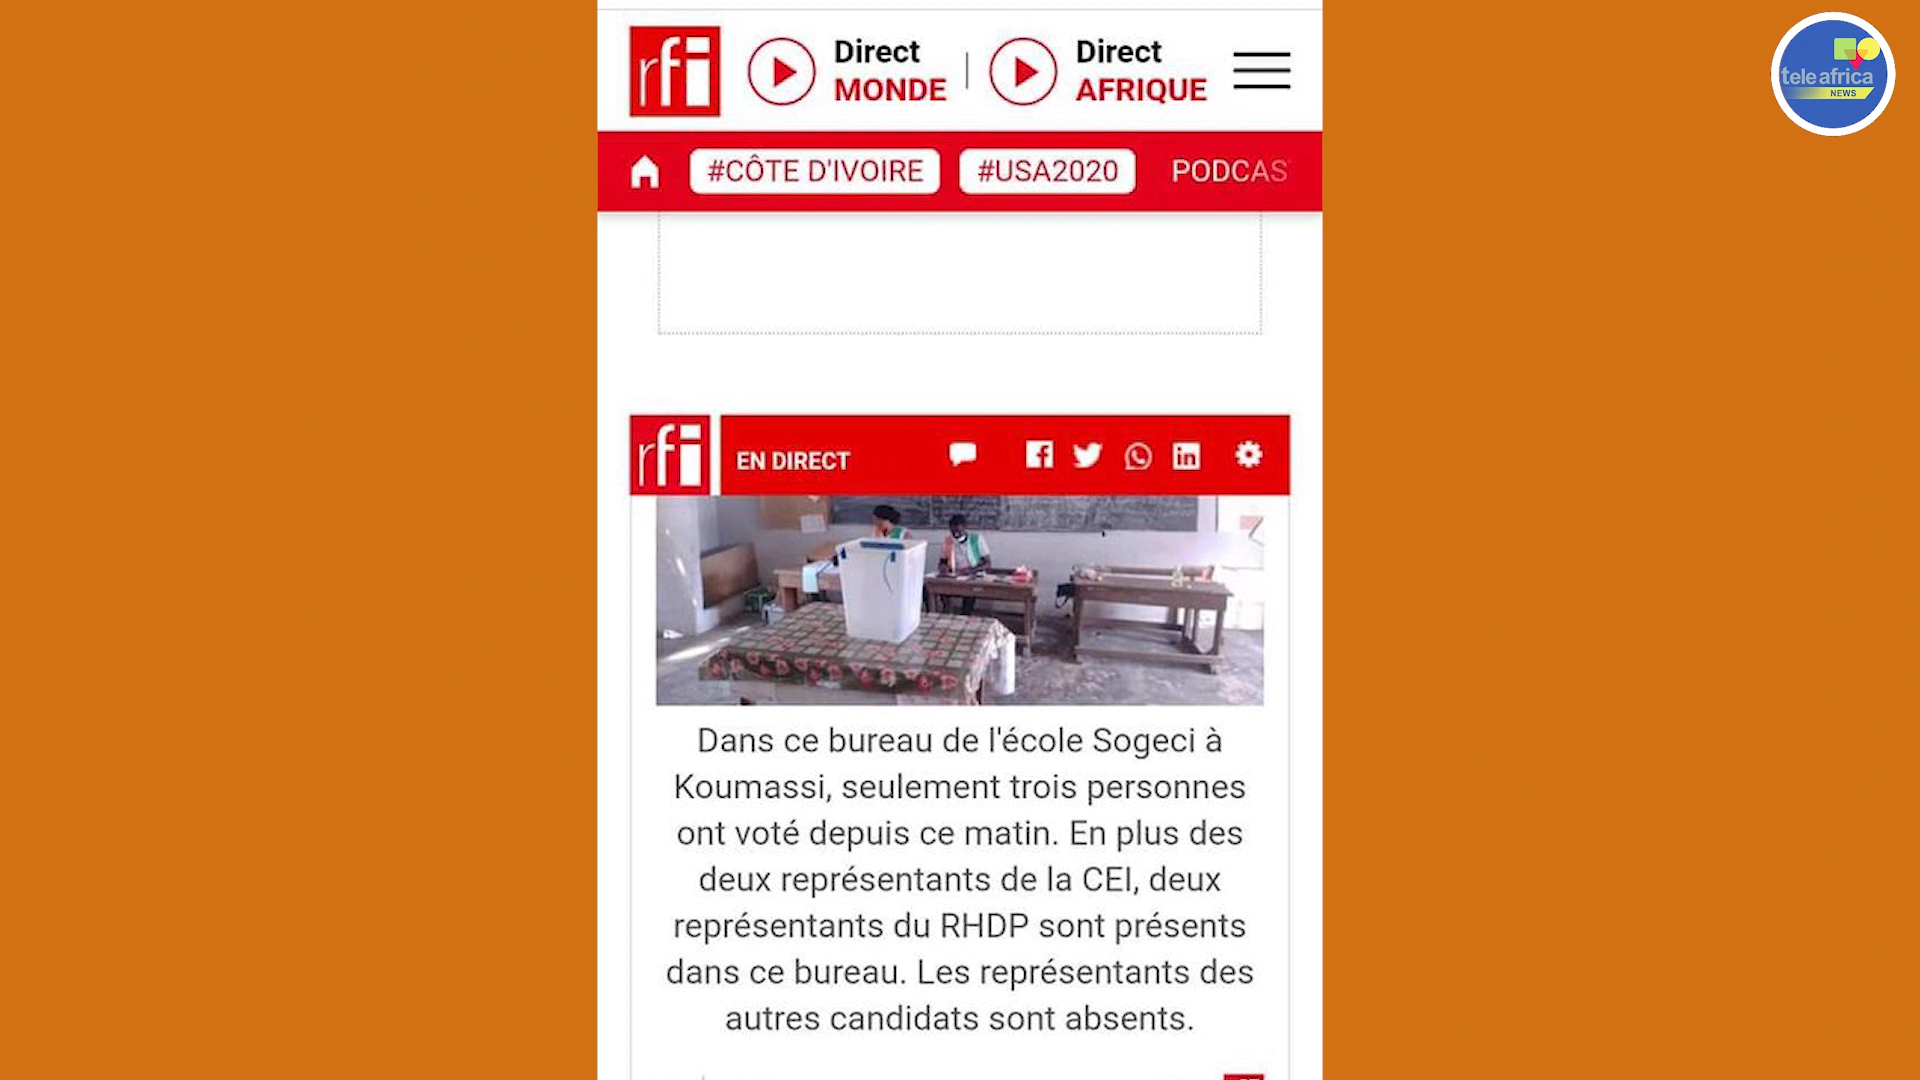 rfi
Direct
MONDE
Direct
AFRIQUE
tele africa
NEWS
#CÔTE D'IVOIRE
#USA2020
PODCAS
rfi
EN DIRECT
Dans ce bureau de l'école Sogeci à
Koumassi, seulement trois personnes
ont voté depuis ce matin. En plus des
deux représentants de la CEI, deux
représentants du RHDP sont présents
dans ce bureau. Les représentants des
autres candidats sont absents.